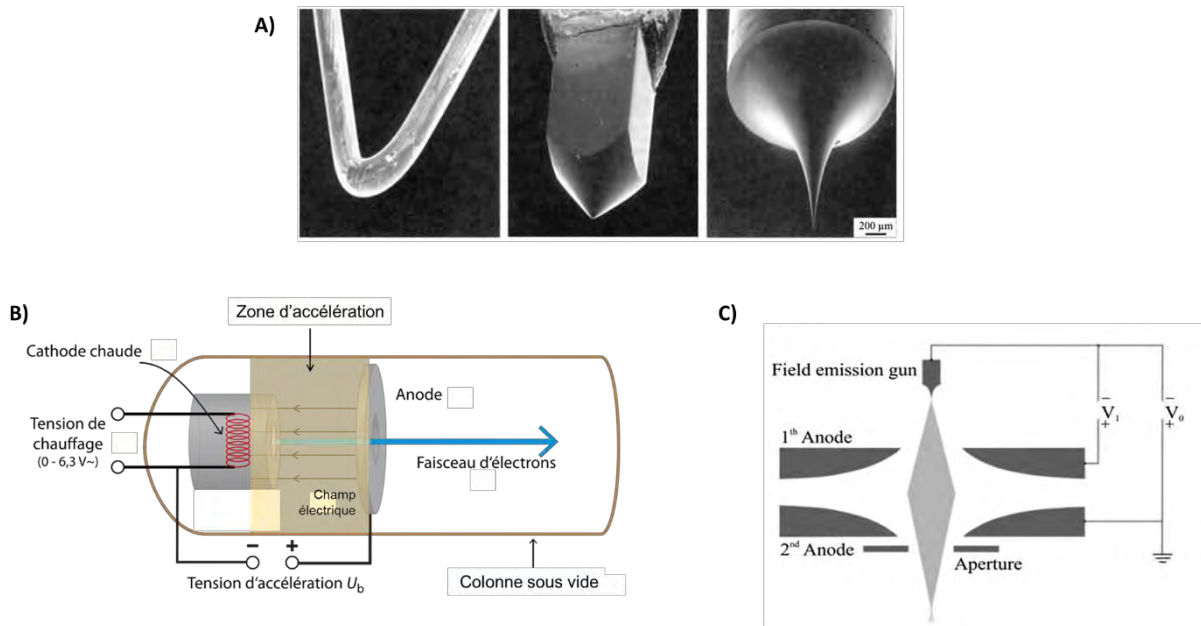 A)
200 µm
B)
Zone d'accélération
Cathode chaude
Anode
Tension de
chauffage
(0 - 6,3 V~)
Faisceau d'électrons
Champ
électrique
− +
Tension d'accélération Ub
Colonne sous vide
C)
Field emission gun
1th Anode
−
V1
+
−
V0
+
2nd Anode
Aperture